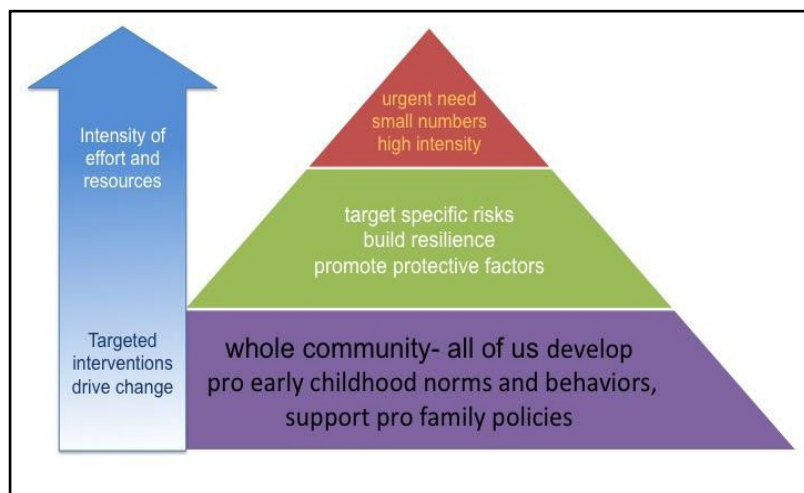 Intensity of
effort and
resources
Targeted
interventions
drive change
urgent need
small numbers
high intensity
target specific risks
build resilience
promote protective factors
whole community- all of us develop
pro early childhood norms and behaviors,
support pro family policies